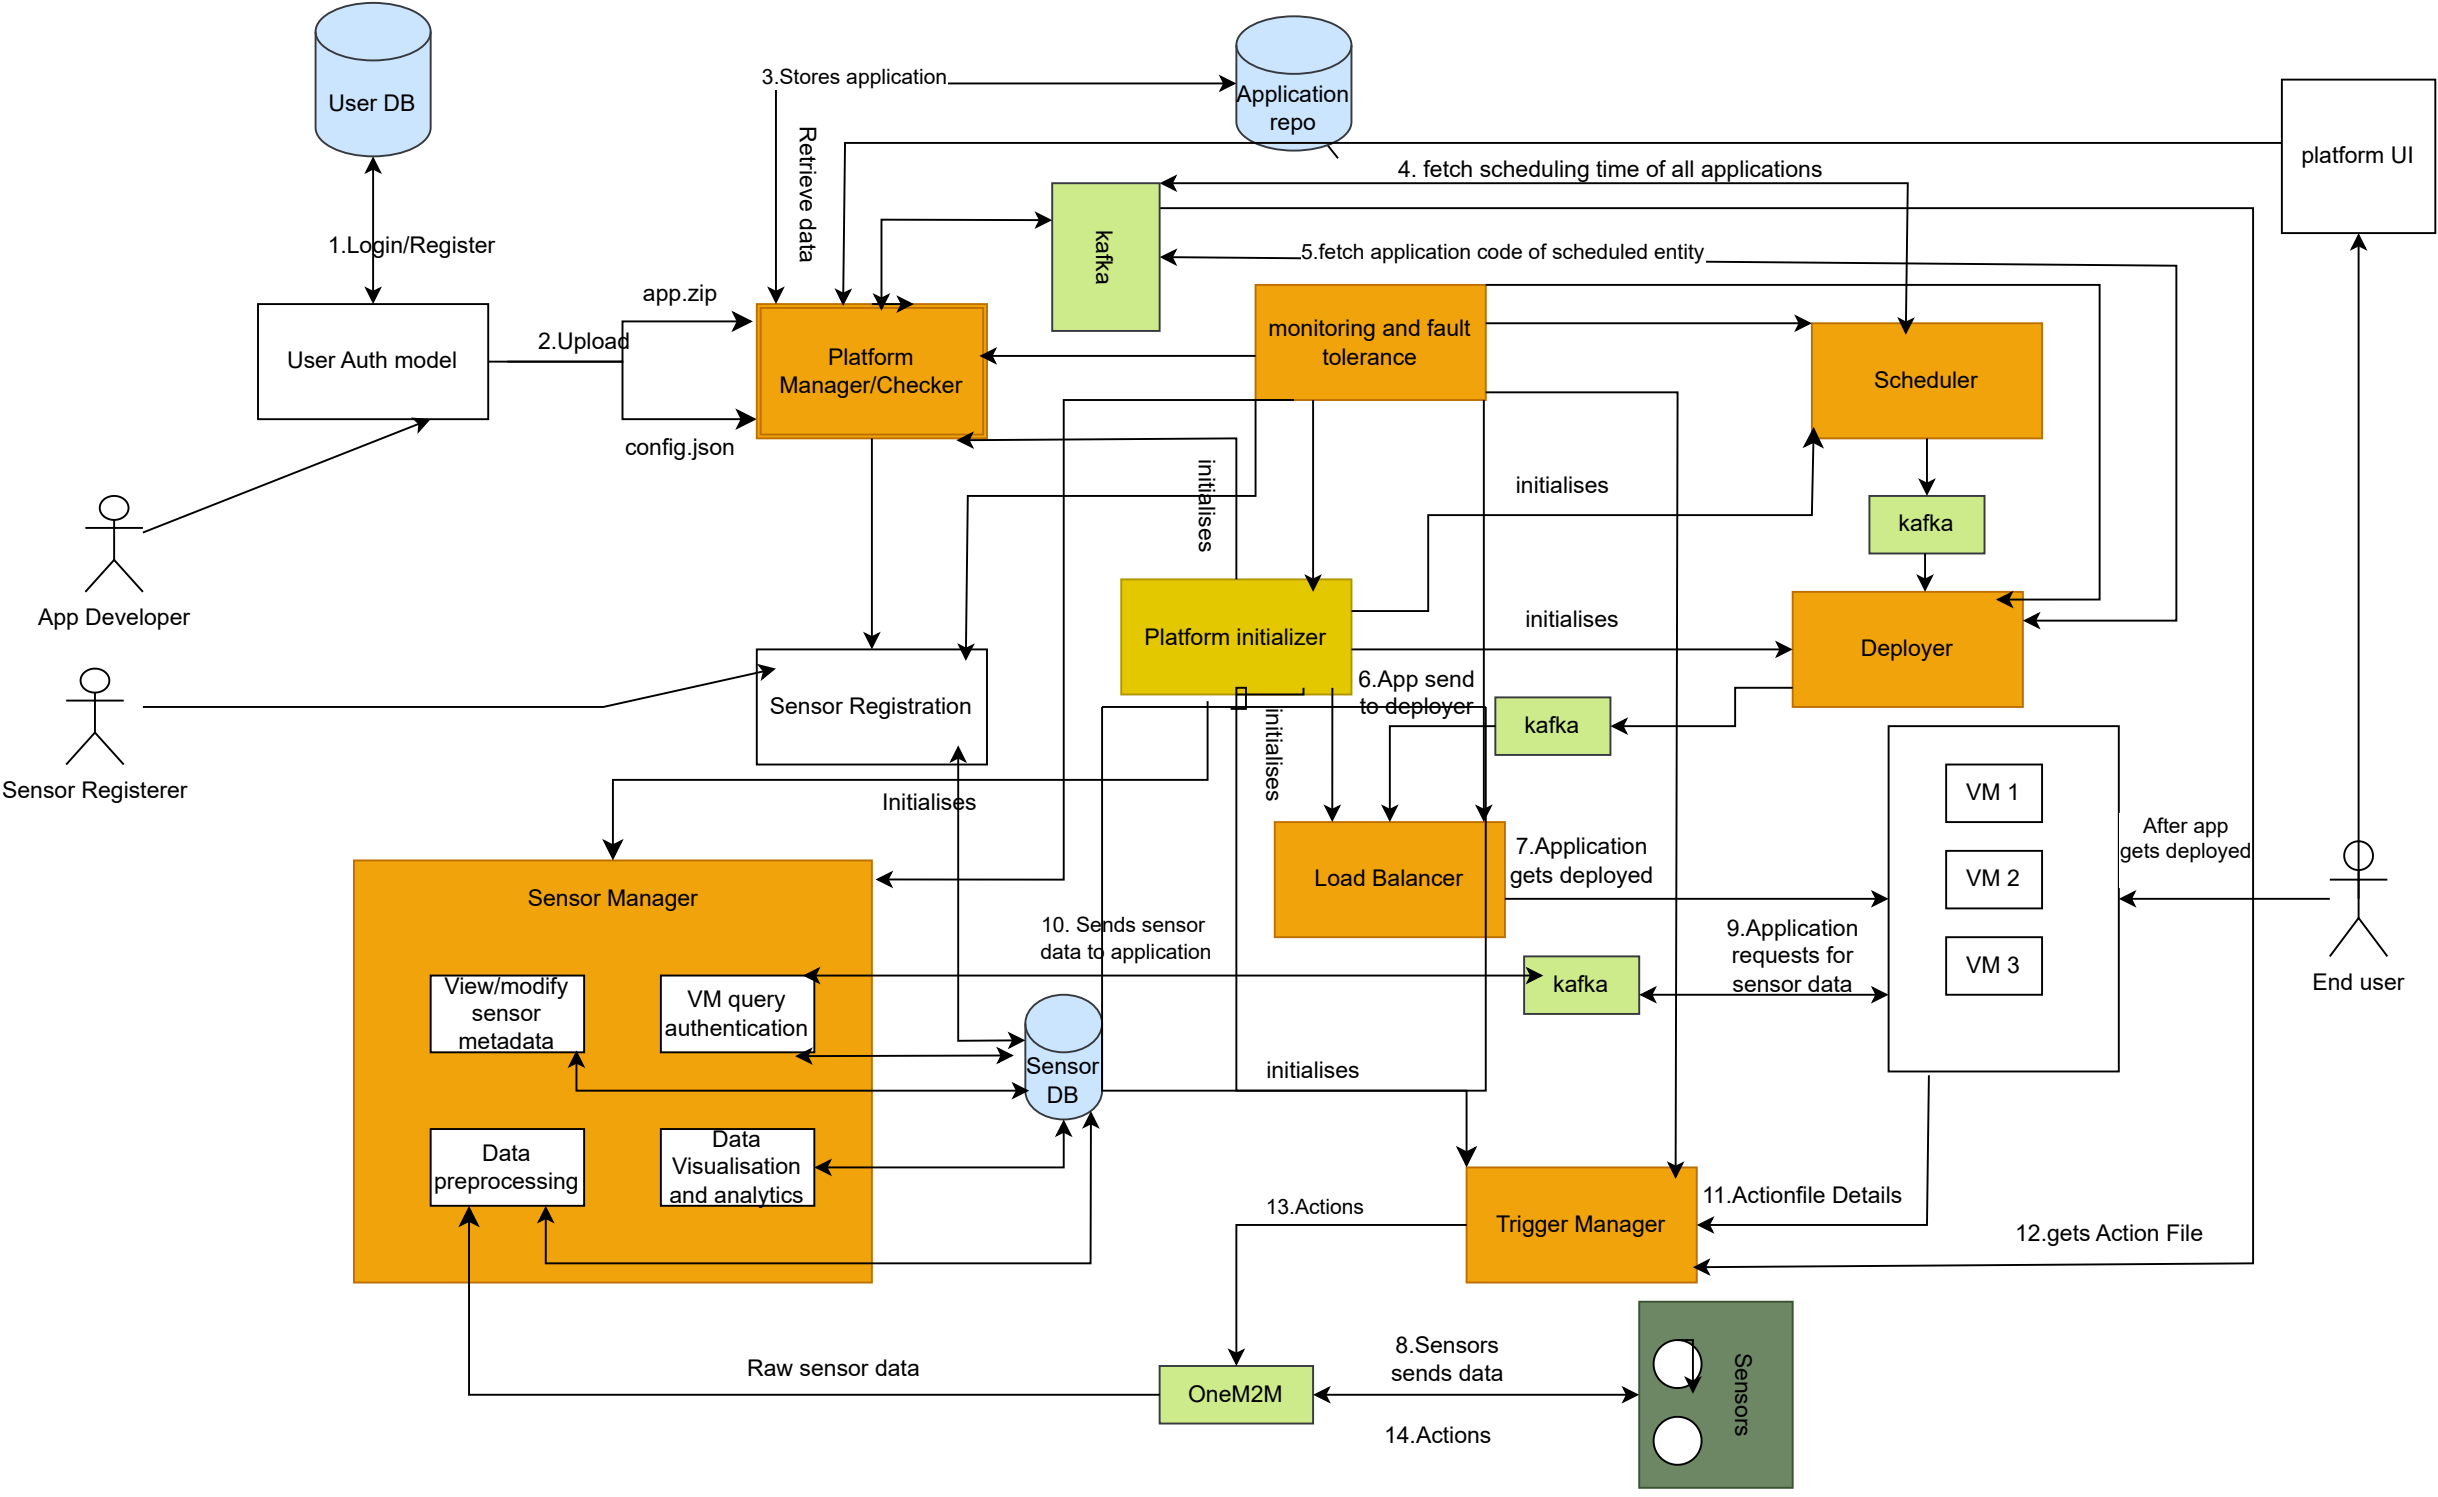 User DB
Application
repo
platform UI
3.Stores application
Retrieve data
4. fetch scheduling time of all applications
kafka
5.fetch application code of scheduled entity
1.Login/Register
app.zip
2.Upload
config.json
User Auth model
Platform
Manager/Checker
monitoring and fault
tolerance
Scheduler
initialises
initialises
kafka
App Developer
Platform initializer
initialises
Deployer
Sensor Registration
6.App send
to deployer
kafka
initialises
Sensor Registerer
Initialises
VM 1
VM 2
VM 3
After app
gets deployed
Load Balancer
7.Application
gets deployed
Sensor Manager
10. Sends sensor
data to application
9.Application
requests for
sensor data
kafka
End user
View/modify
sensor
metadata
VM query
authentication
Sensor
DB
initialises
Data
preprocessing
Data
Visualisation
and analytics
13.Actions
Trigger Manager
11.Actionfile Details
12.gets Action File
Raw sensor data
OneM2M
8.Sensors
sends data
14.Actions
Sensors